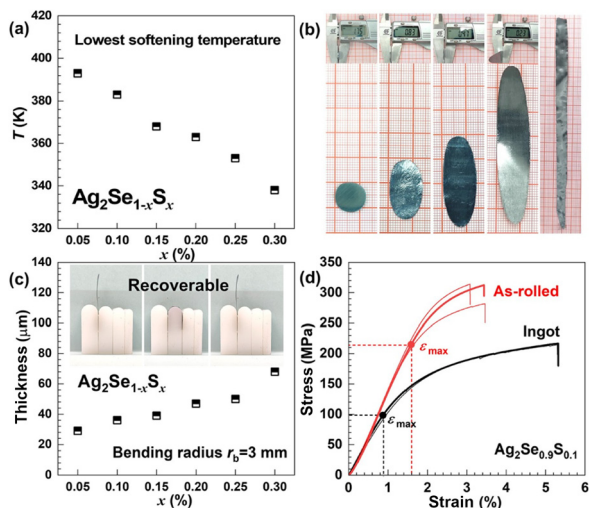 (a)
Lowest softening temperature
Ag₂Se₁₋ₓSₓ
T (K)
420
400
380
360
340
320
0.05 0.10 0.15 0.20 0.25 0.30
x (%)
(b)
(c)
Recoverable
Ag₂Se₁₋ₓSₓ
Bending radius r_b=3 mm
Thickness (μm)
140
120
100
80
60
40
20
0
0.05 0.10 0.15 0.20 0.25 0.30
x (%)
(d)
As-rolled
Ingot
ε_max
ε_max
Ag₂Se₀.₉S₀.₁
Stress (MPa)
350
300
250
200
150
100
50
0
0 1 2 3 4 5 6
Strain (%)